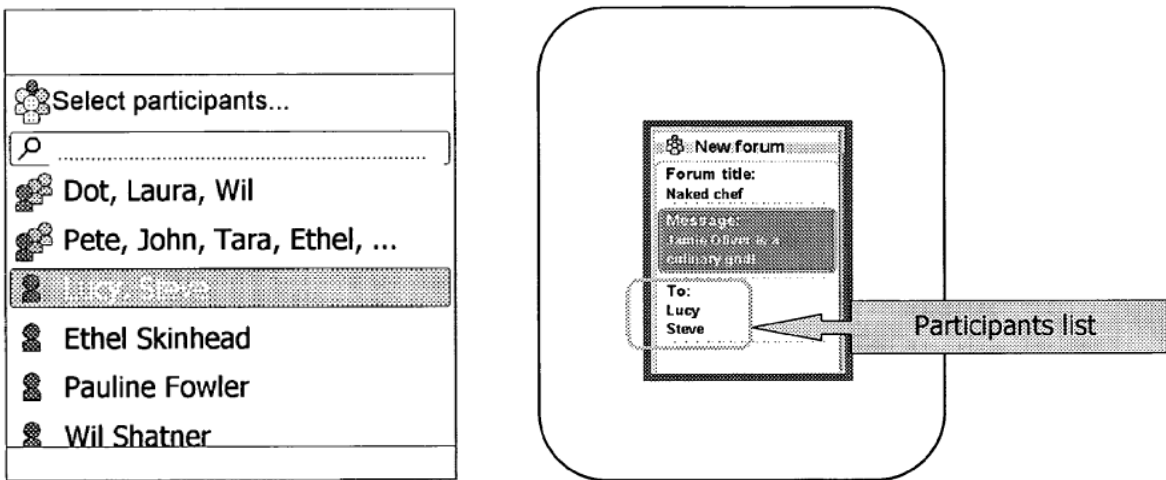 Select participants...
Dot, Laura, Wil
Pete, John, Tara, Ethel, ...
Lucy, Steve
Ethel Skinhead
Pauline Fowler
Wil Shatner
New forum
Forum title:
Naked chef
Message:
Jamie Oliver is a
culinary god!
To:
Lucy
Steve
Participants list